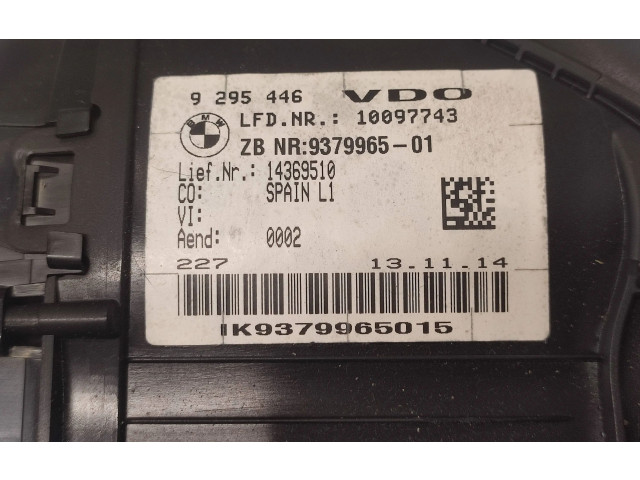 9 295 446 VDO
BMW
LFD.NR.: 10097743
ZB NR:9379965-01
Lief.Nr.: 14369510
CO: SPAIN L1
VI:
Aend: 0002
227 13.11.14
IK9379965015